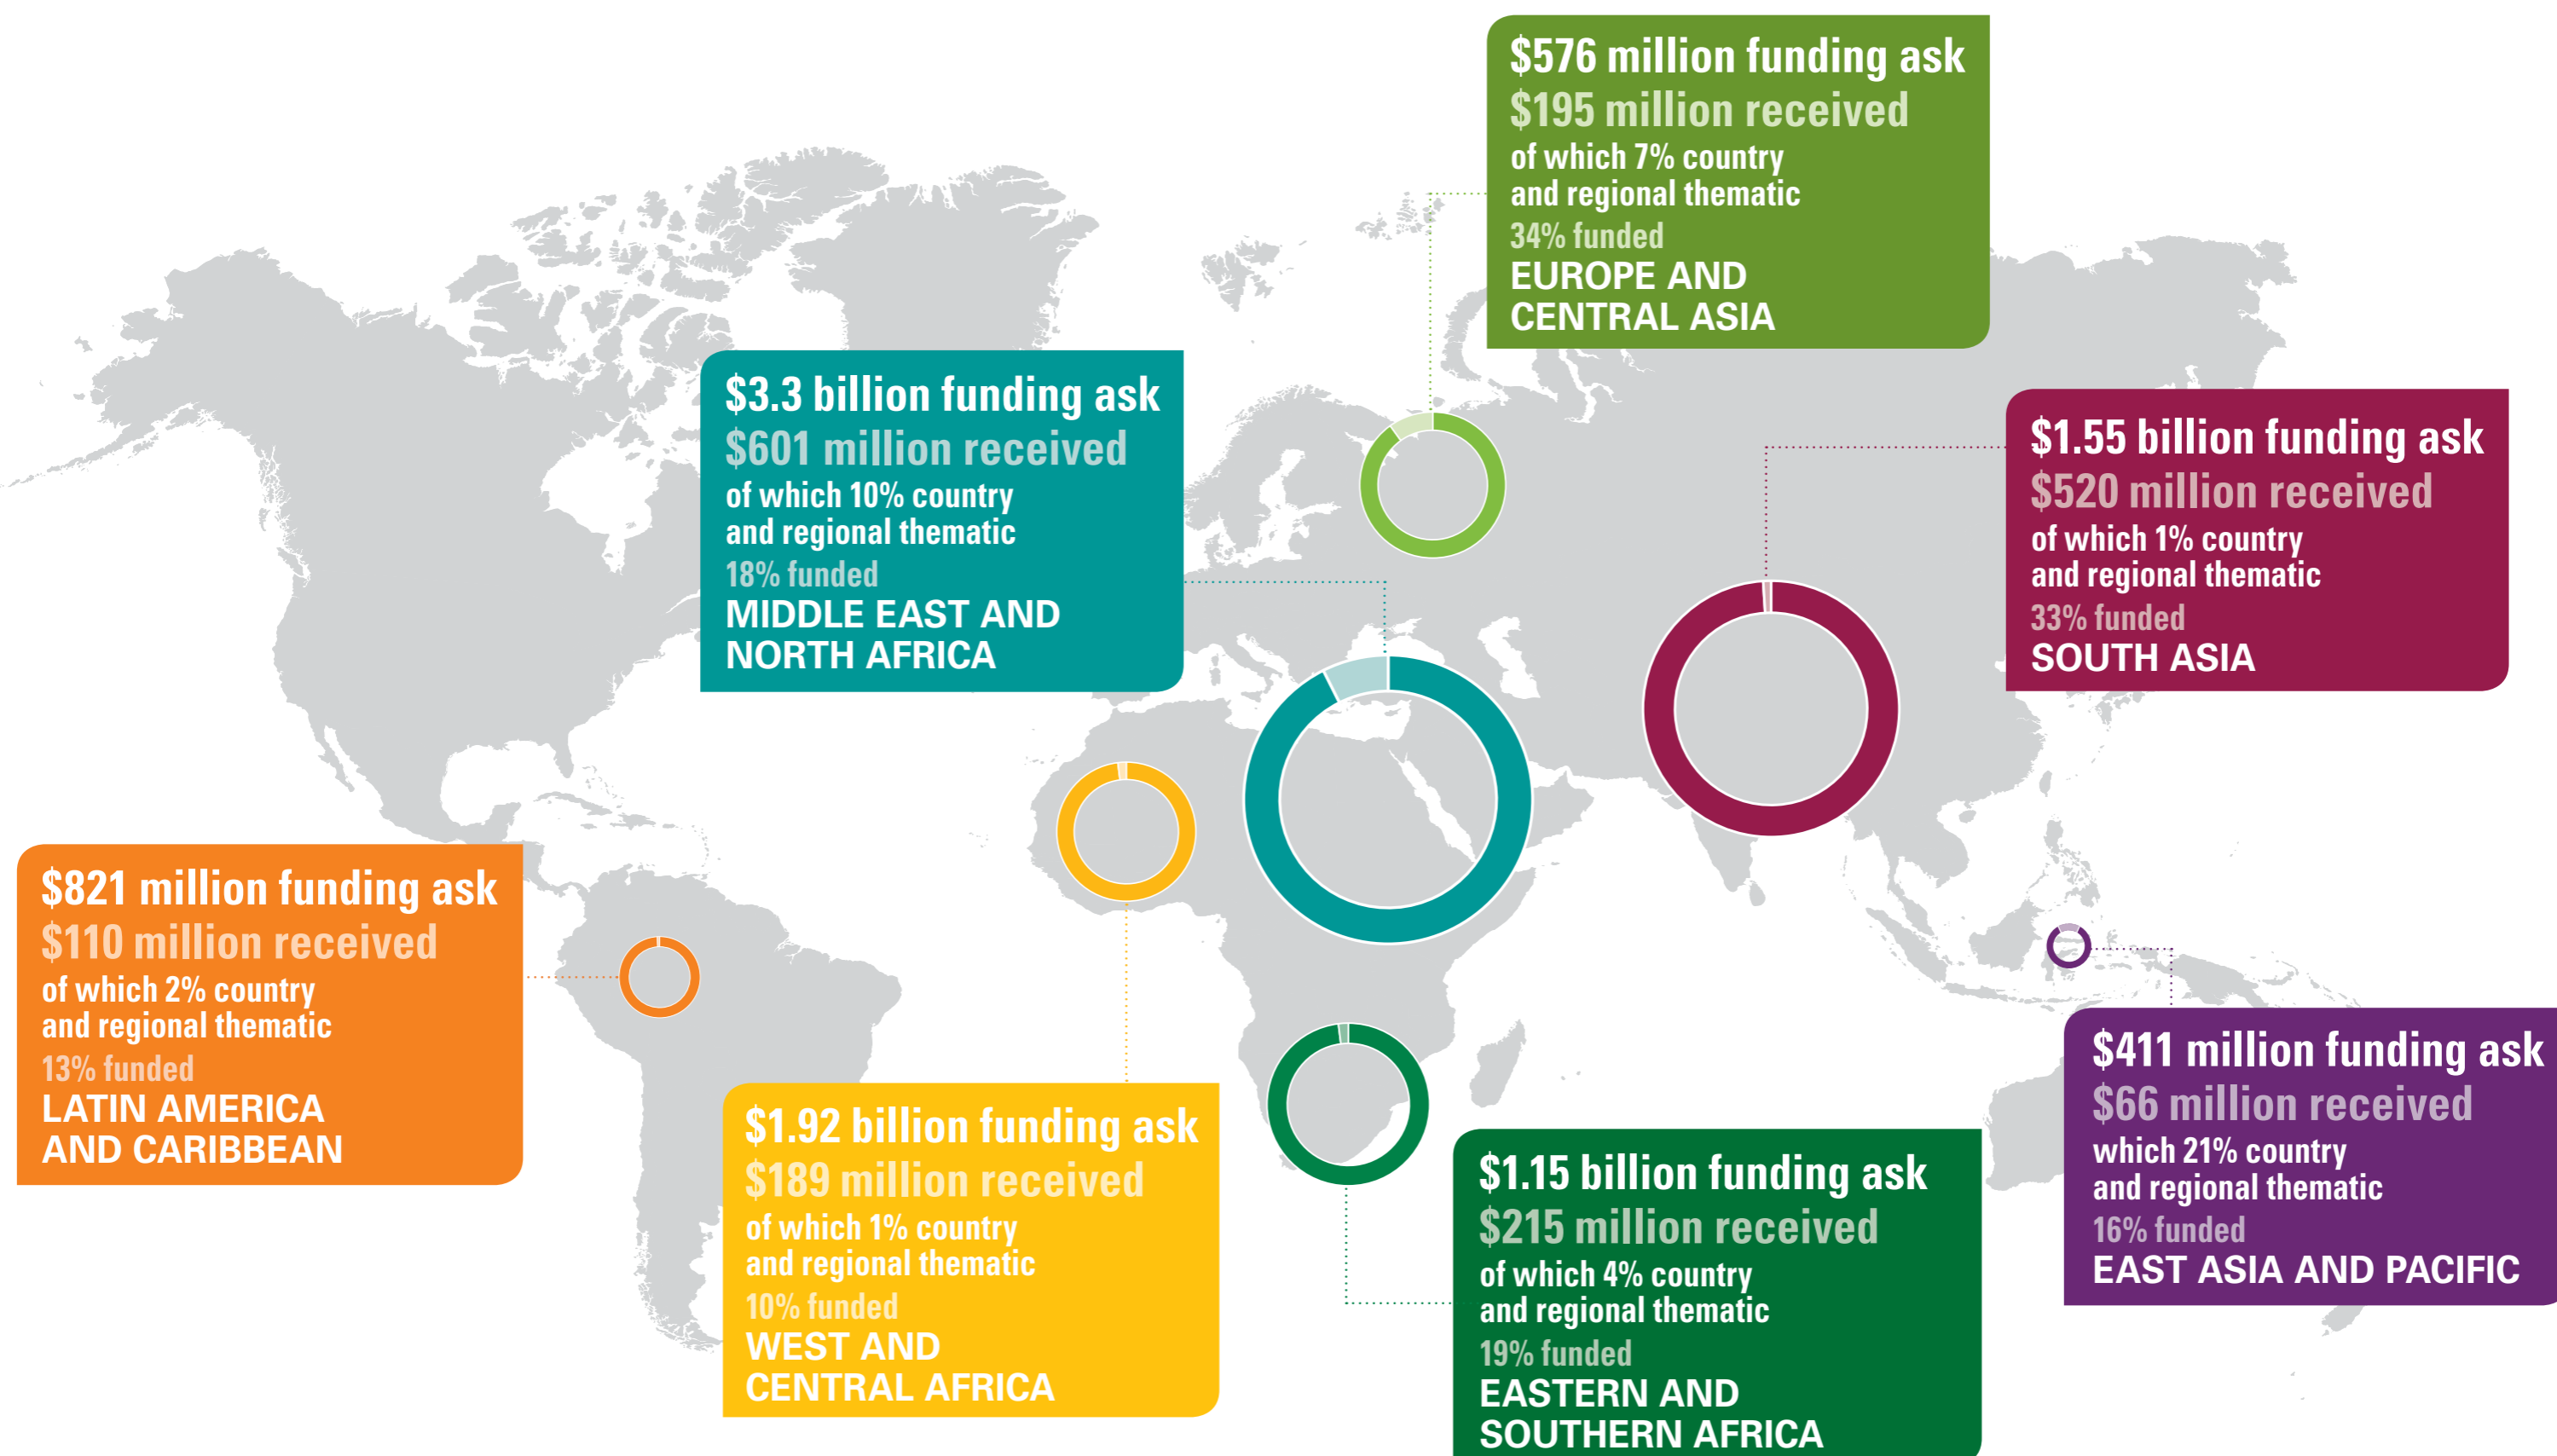 $576 million funding ask
$195 million received
of which 7% country
and regional thematic
34% funded
EUROPE AND
CENTRAL ASIA
$3.3 billion funding ask
$601 million received
of which 10% country
and regional thematic
18% funded
MIDDLE EAST AND
NORTH AFRICA
$1.55 billion funding ask
$520 million received
of which 1% country
and regional thematic
33% funded
SOUTH ASIA
$821 million funding ask
$110 million received
of which 2% country
and regional thematic
13% funded
LATIN AMERICA
AND CARIBBEAN
$1.92 billion funding ask
$189 million received
of which 1% country
and regional thematic
10% funded
WEST AND
CENTRAL AFRICA
$1.15 billion funding ask
$215 million received
of which 4% country
and regional thematic
19% funded
EASTERN AND
SOUTHERN AFRICA
$411 million funding ask
$66 million received
which 21% country
and regional thematic
16% funded
EAST ASIA AND PACIFIC